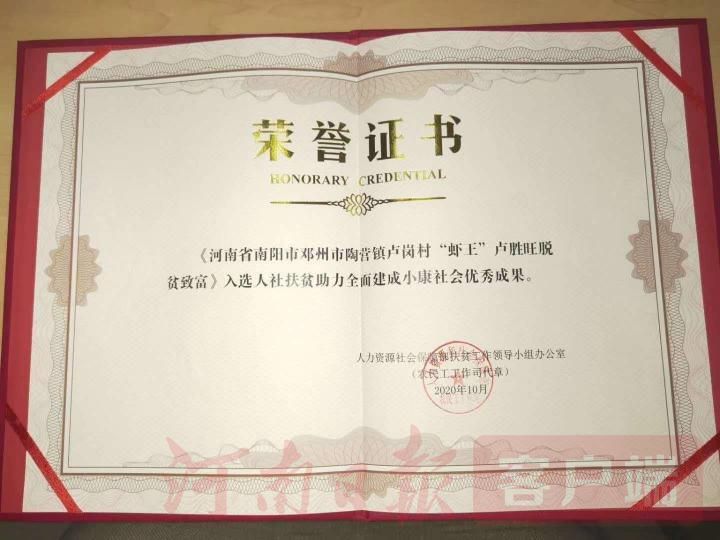 荣誉证书
HONORARY CREDENTIAL
《河南省南阳市邓州市陶营镇卢岗村“虾王”卢胜旺脱
贫致富》入选人社扶贫助力全面建成小康社会优秀成果。
人力资源社会保障部扶贫工作领导小组办公室
（农民工工作司代章）
2020年10月
河南日报 客户端